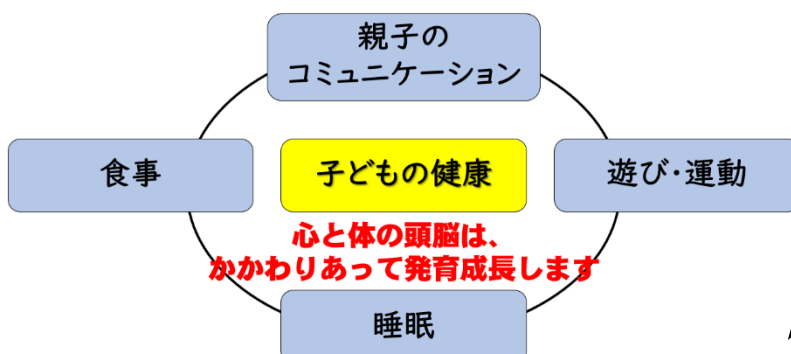 親子の
コミュニケーション
食事
子どもの健康
遊び・運動
心と体の頭脳は、
かかわりあって発育成長します
睡眠